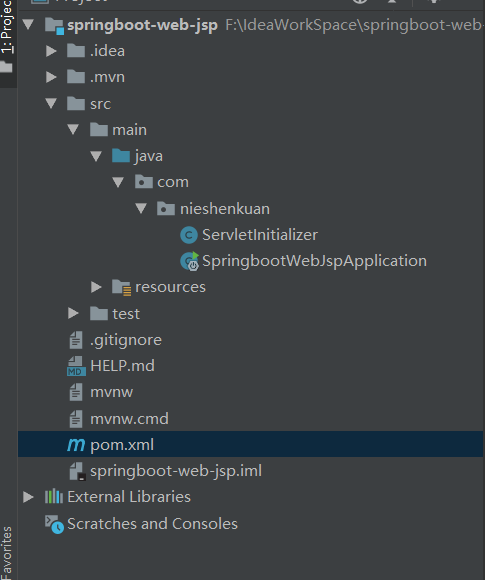 Project
1: Project
springboot-web-jsp F:\IdeaWorkSpace\springboot-web-
.idea
.mvn
src
main
java
com
nieshenkuan
ServletInitializer
SpringbootWebJspApplication
resources
test
.gitignore
HELP.md
mvnw
mvnw.cmd
pom.xml
springboot-web-jsp.iml
External Libraries
Scratches and Consoles
Favorites